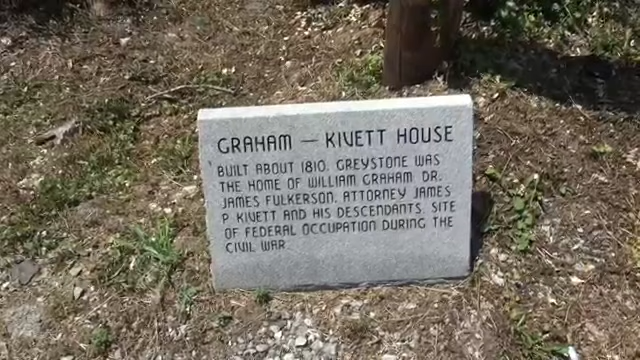 GRAHAM — KIVETT HOUSE
BUILT ABOUT 1810. GREYSTONE WAS
THE HOME OF WILLIAM GRAHAM. DR.
JAMES FULKERSON. ATTORNEY JAMES
P. KIVETT AND HIS DESCENDANTS. SITE
OF FEDERAL OCCUPATION DURING THE
CIVIL WAR.